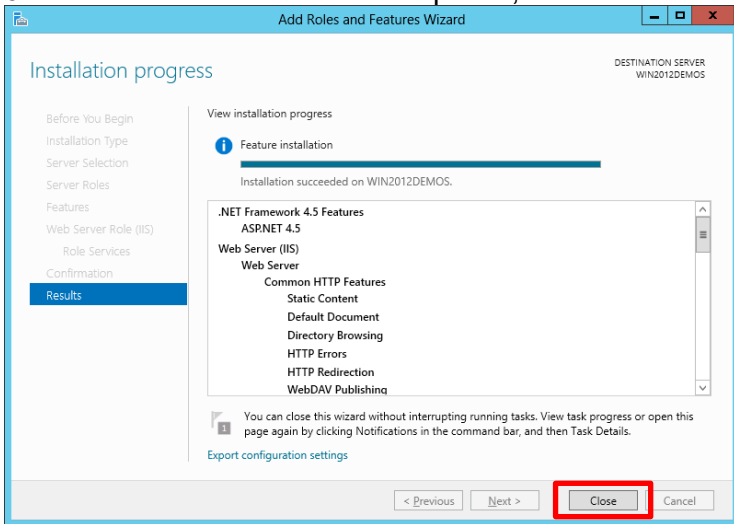 Add Roles and Features Wizard
Installation progress
DESTINATION SERVER
WIN2012DEMOS
Before You Begin
Installation Type
Server Selection
Server Roles
Features
Web Server Role (IIS)
Role Services
Confirmation
Results
View installation progress
Feature installation
Installation succeeded on WIN2012DEMOS.
.NET Framework 4.5 Features
ASP.NET 4.5
Web Server (IIS)
Web Server
Common HTTP Features
Static Content
Default Document
Directory Browsing
HTTP Errors
HTTP Redirection
WebDAV Publishing
1
You can close this wizard without interrupting running tasks. View task progress or open this
page again by clicking Notifications in the command bar, and then Task Details.
Export configuration settings
< Previous
Next >
Close
Cancel